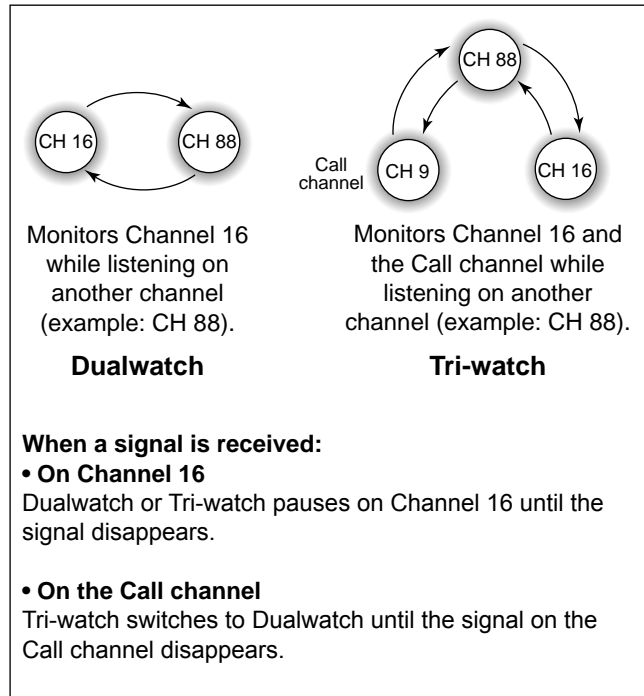 CH 16
CH 88
Monitors Channel 16
while listening on
another channel
(example: CH 88).
Dualwatch
CH 88
Call
channel
CH 9
CH 16
Monitors Channel 16 and
the Call channel while
listening on another
channel (example: CH 88).
Tri-watch
When a signal is received:
• On Channel 16
Dualwatch or Tri-watch pauses on Channel 16 until the
signal disappears.
• On the Call channel
Tri-watch switches to Dualwatch until the signal on the
Call channel disappears.